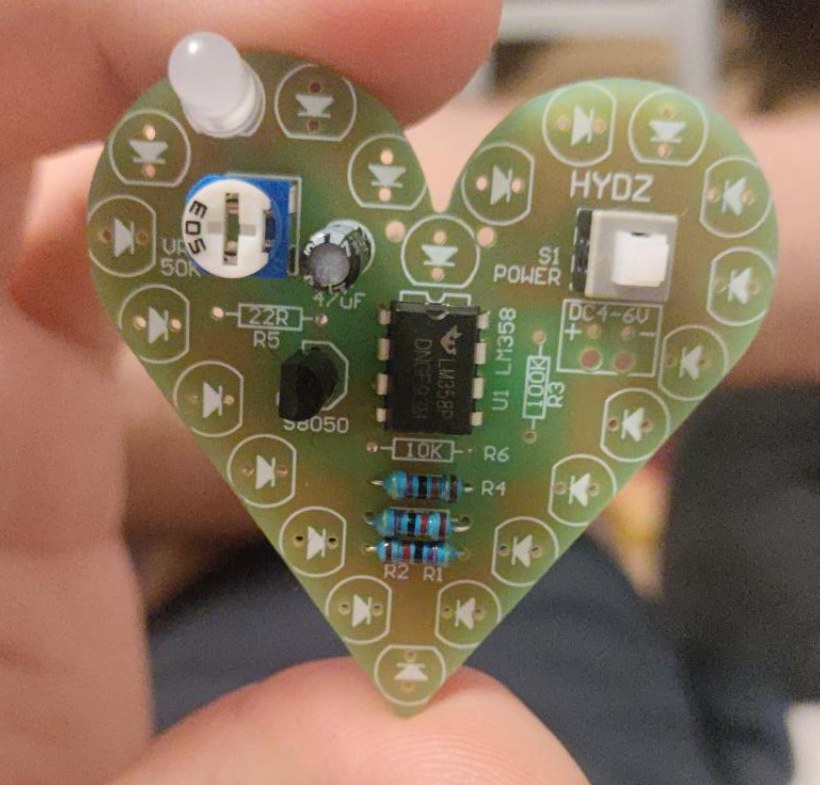 HYDZ
E05
VR
50K
S1
POWER
47uF
DC4-6V
+ -
22R
R5
LM358
U1
LM358P
100K
R3
S8050
10K
R6
R4
R2 R1